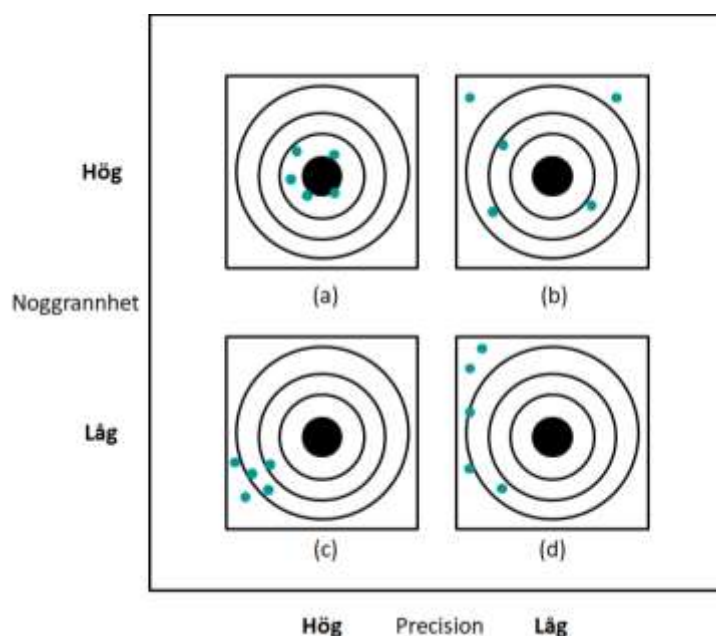 Hög
(a)
(b)
Noggrannhet
Låg
(c)
(d)
Hög Precision Låg